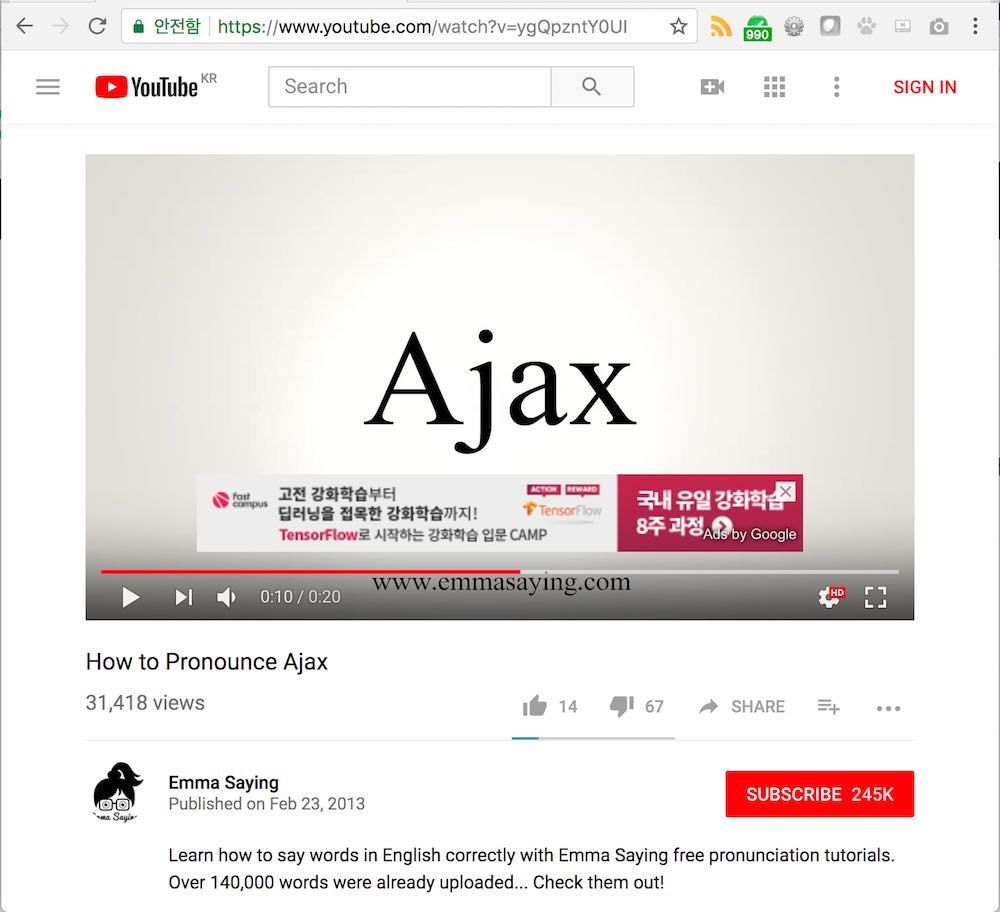 안전함 https://www.youtube.com/watch?v=ygQpzntY0UI
990
YouTube KR
Search
SIGN IN
Ajax
fast campus
고전 강화학습부터
딥러닝을 접목한 강화학습까지!
TensorFlow로 시작하는 강화학습 입문 CAMP
ACTION REWARD
TensorFlow
국내 유일 강화학습
8주 과정
Ads by Google
www.emmasaying.com
0:10 / 0:20
HD
How to Pronounce Ajax
31,418 views
14 67 SHARE
Emma Saying
Published on Feb 23, 2013
SUBSCRIBE 245K
Learn how to say words in English correctly with Emma Saying free pronunciation tutorials.
Over 140,000 words were already uploaded... Check them out!